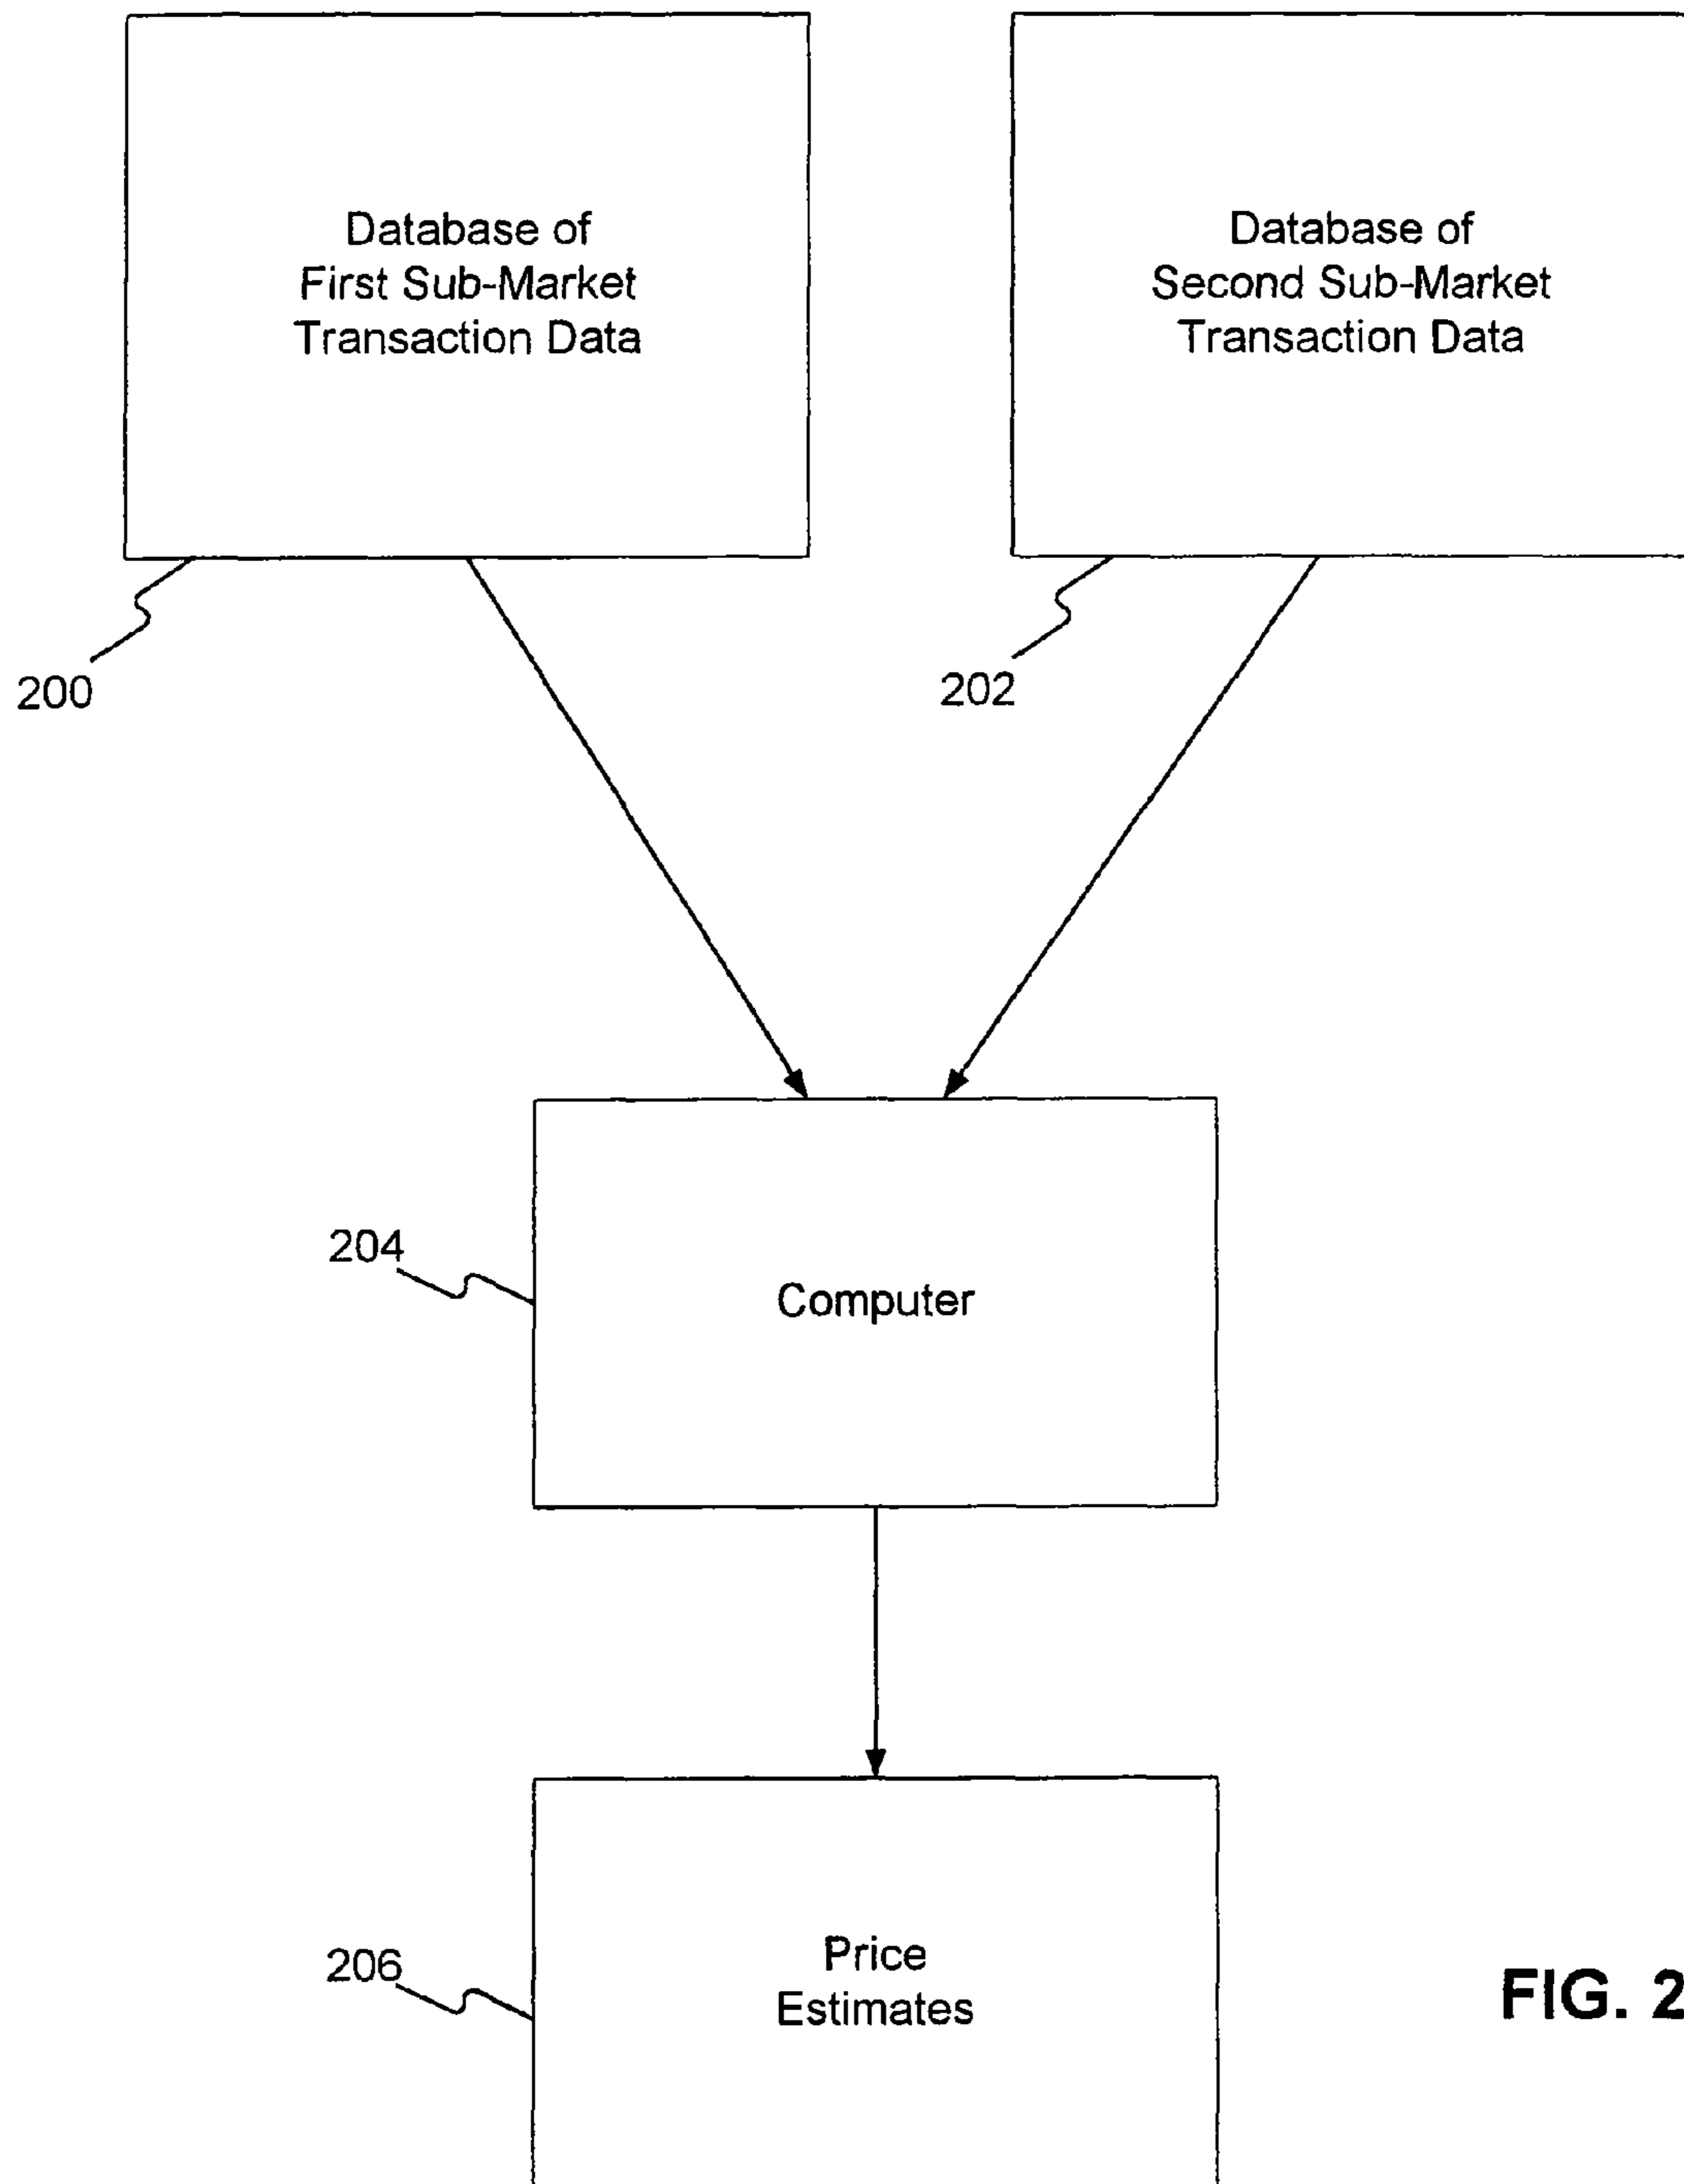 Database of
First Sub-Market
Transaction Data
Database of
Second Sub-Market
Transaction Data
200
202
204
Computer
206
Price
Estimates
FIG. 2